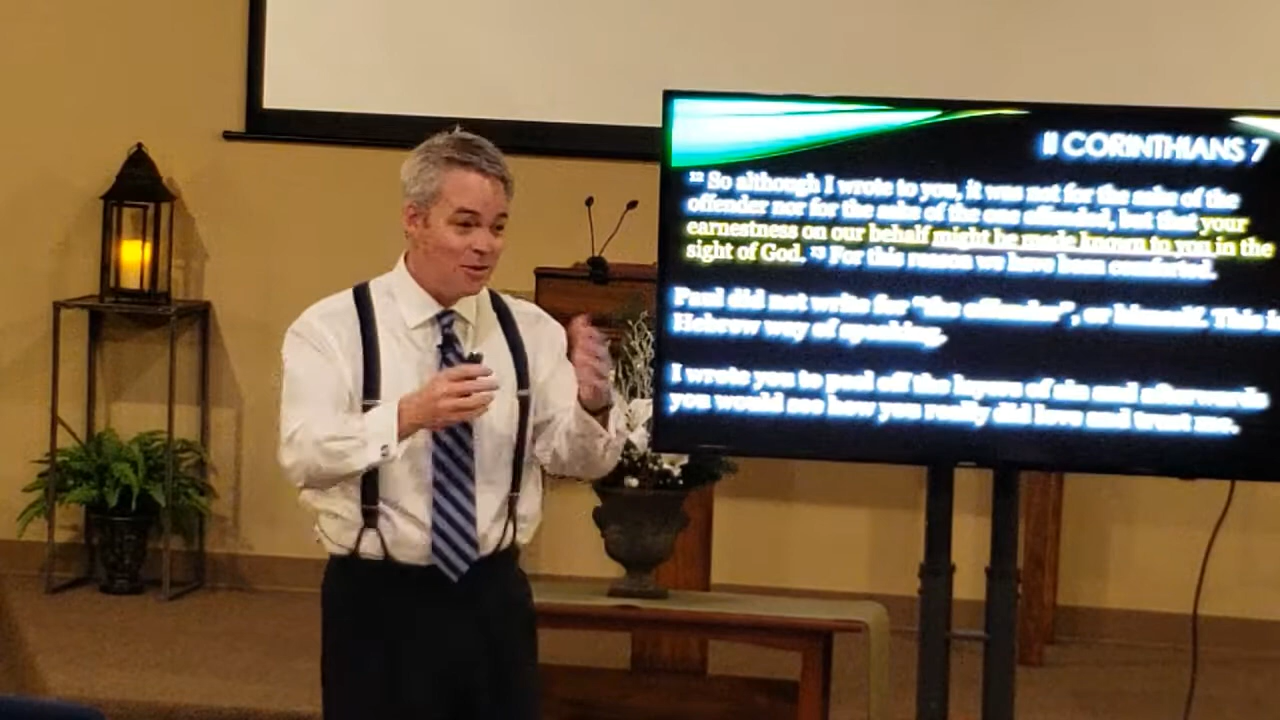 II CORINTHIANS 7
12 So although I wrote to you, it was not for the sake of the
offender nor for the sake of the one offended, but that your
earnestness on our behalf might be made known to you in the
sight of God. 13 For this reason we have been comforted.
Paul did not write for "the offender", or himself. This i
Hebrew way of speaking.
I wrote you to peel off the layers of sin and afterwards
you would see how you really did love and trust me.